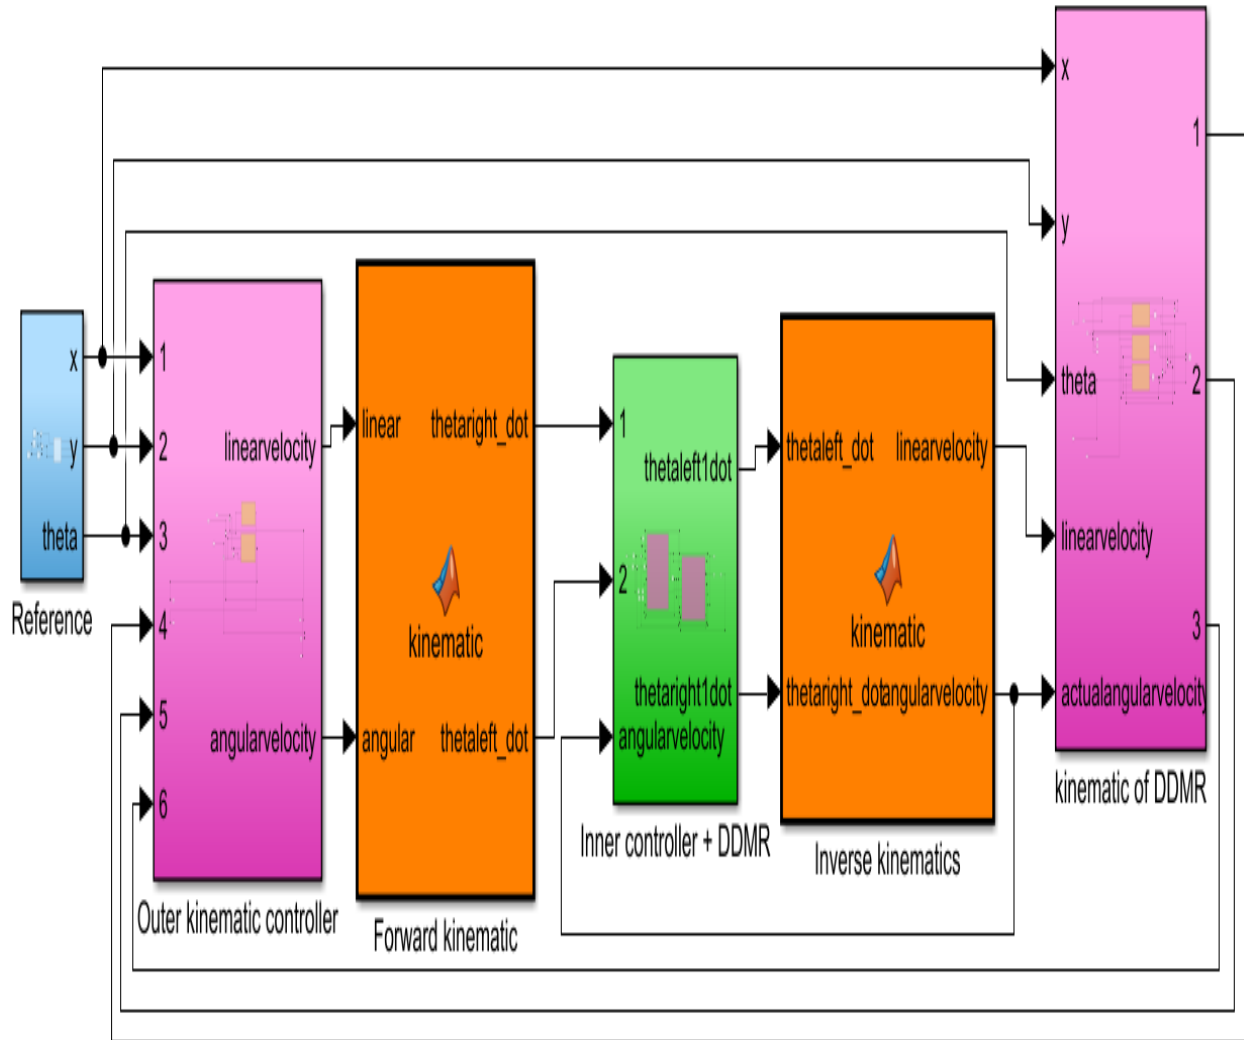 x
y
theta
Reference
1
2
3
4
5
6
linearvelocity
angularvelocity
Outer kinematic controller
linear
angular
thetaright_dot
thetaleft_dot
kinematic
Forward kinematic
1
2
angularvelocity
thetaleft1dot
thetaright1dot
Inner controller + DDMR
thetaleft_dot
thetaright_dot
linearvelocity
angularvelocity
kinematic
Inverse kinematics
x
y
theta
linearvelocity
actualangularvelocity
1
2
3
kinematic of DDMR